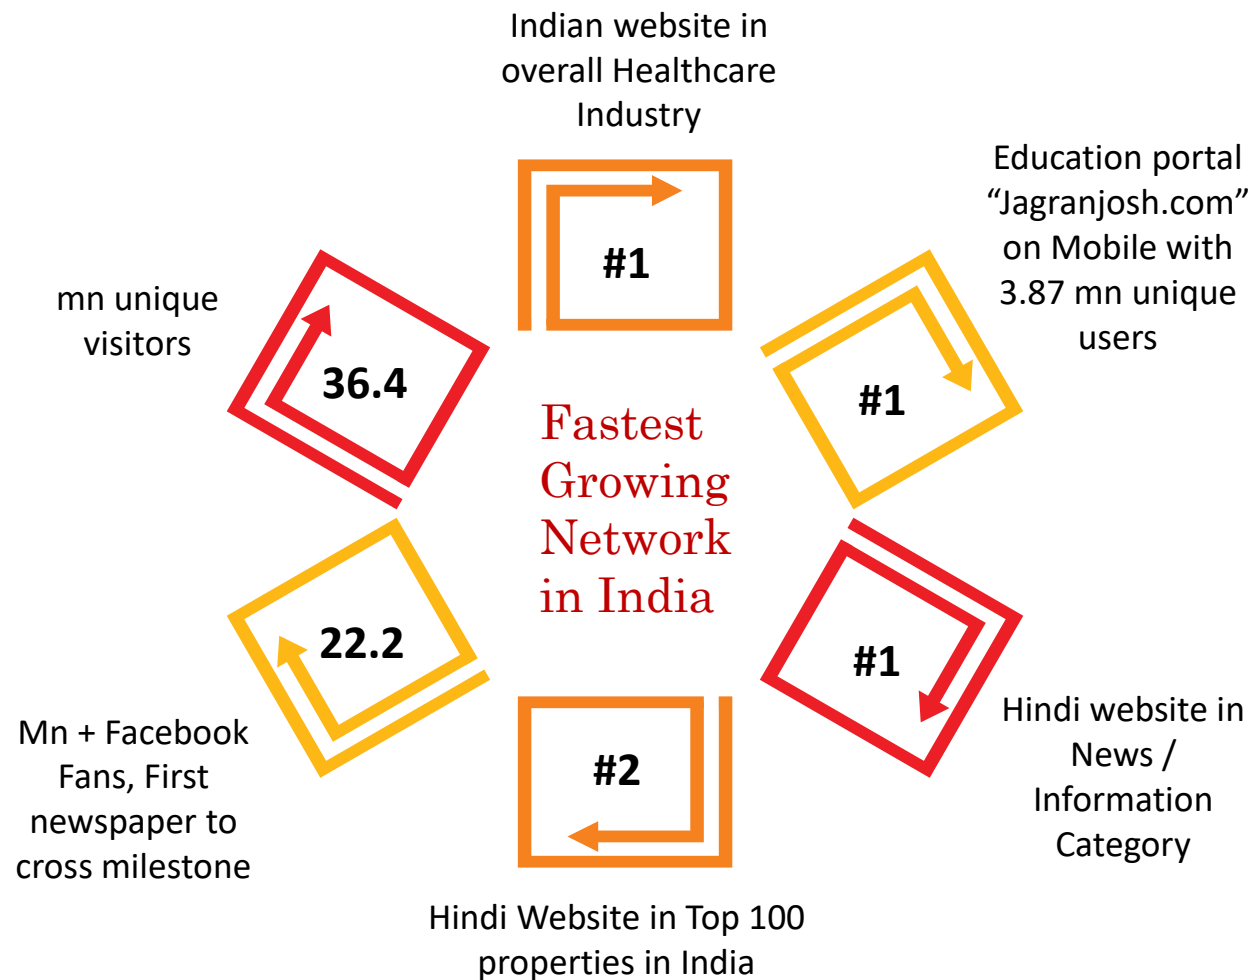 Indian website in
overall Healthcare
Industry
#1
Education portal
“Jagranjosh.com”
on Mobile with
3.87 mn unique
users
#1
Hindi website in
News /
Information
Category
#1
Hindi Website in Top 100
properties in India
#2
Mn + Facebook
Fans, First
newspaper to
cross milestone
22.2
mn unique
visitors
36.4
Fastest
Growing
Network
in India